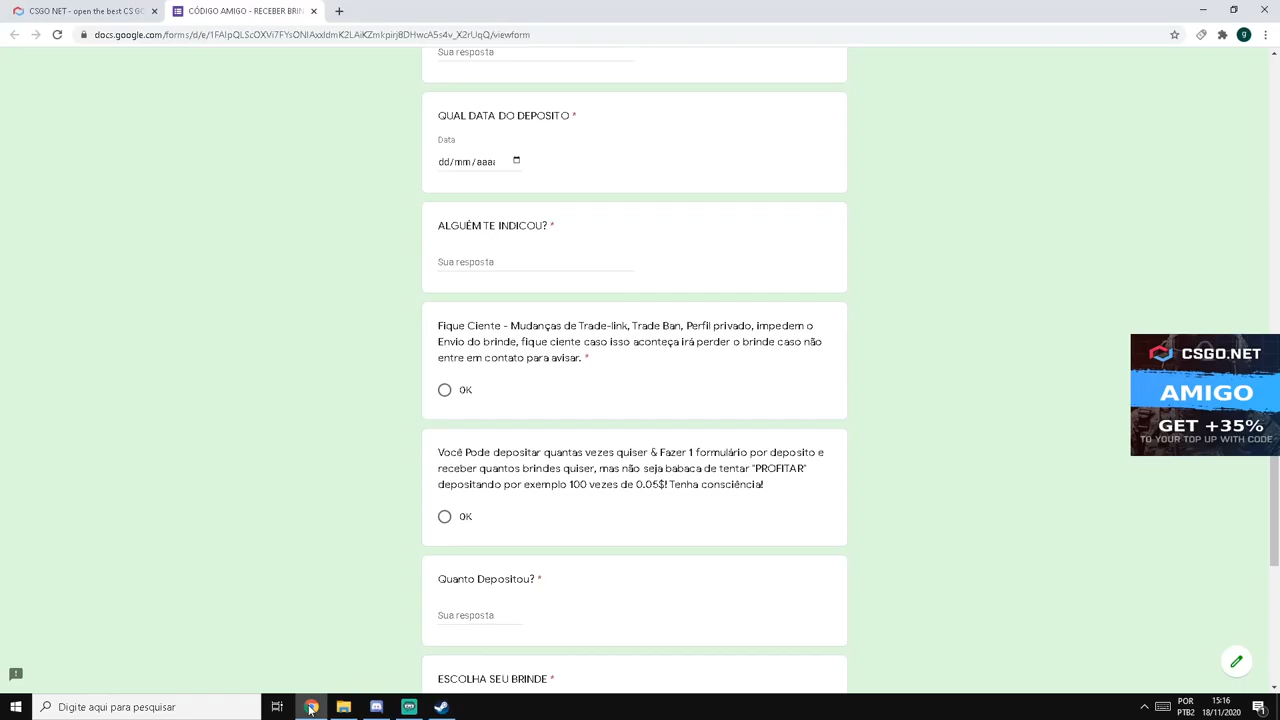 CSGO.NET - open the best CS GO
CÓDIGO AMIGO - RECEBER BRIN
Sua resposta
QUAL DATA DO DEPOSITO *
Data
dd/mm/aaaa
ALGUÉM TE INDICOU? *
Sua resposta
Fique Ciente - Mudanças de Trade-link, Trade Ban, Perfil privado, impedem o
Envio do brinde, fique ciente caso isso aconteça irá perder o brinde caso não
entre em contato para avisar. *
OK
Você Pode depositar quantas vezes quiser & Fazer 1 formulário por deposito e
receber quantos brindes quiser, mas não seja babaca de tentar "PROFITAR"
depositando por exemplo 100 vezes de 0.05$! Tenha consciência!
OK
Quanto Depositou? *
Sua resposta
ESCOLHA SEU BRINDE *
CSGO.NET
AMIGO
GET +35%
TO YOUR TOP UP WITH CODE
g
Digite aqui para pesquisar
POR
PTB2
15:16
18/11/2020
1